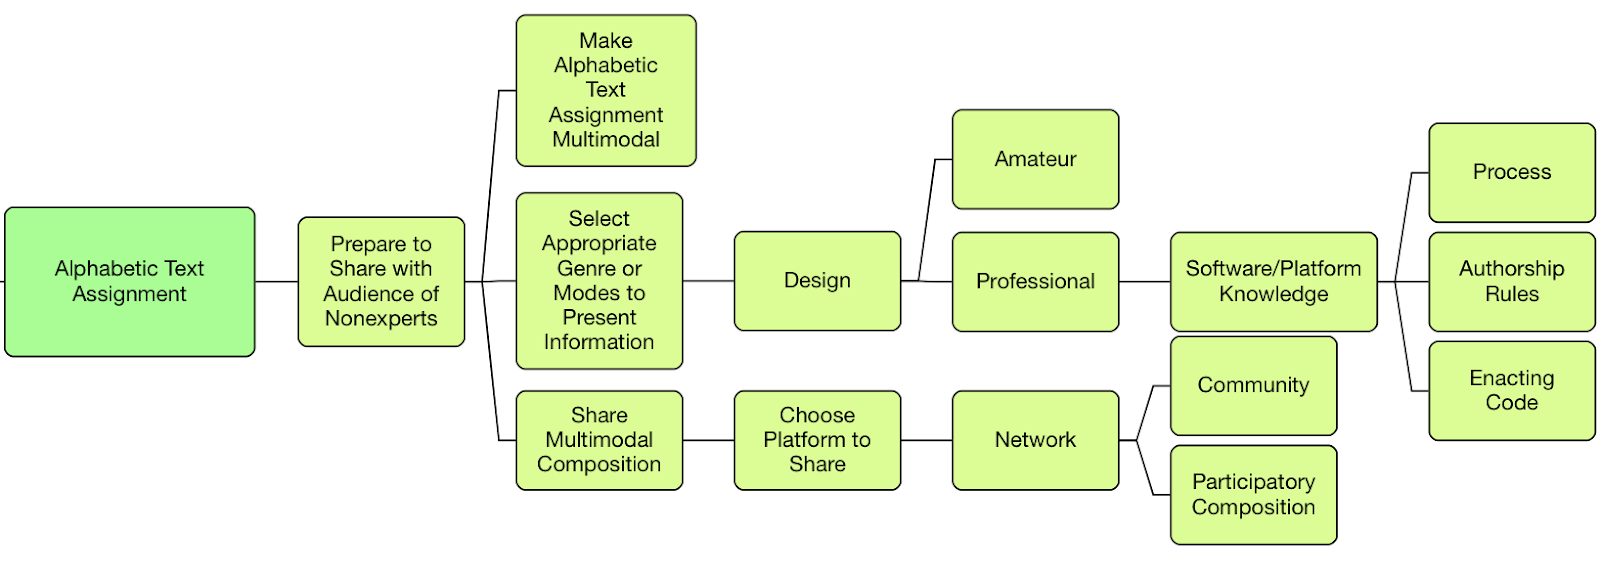 Alphabetic Text
Assignment
Prepare to
Share with
Audience of
Nonexperts
Make
Alphabetic
Text
Assignment
Multimodal
Select
Appropriate
Genre or
Modes to
Present
Information
Share
Multimodal
Composition
Design
Choose
Platform to
Share
Amateur
Professional
Network
Software/Platform
Knowledge
Community
Participatory
Composition
Process
Authorship
Rules
Enacting
Code